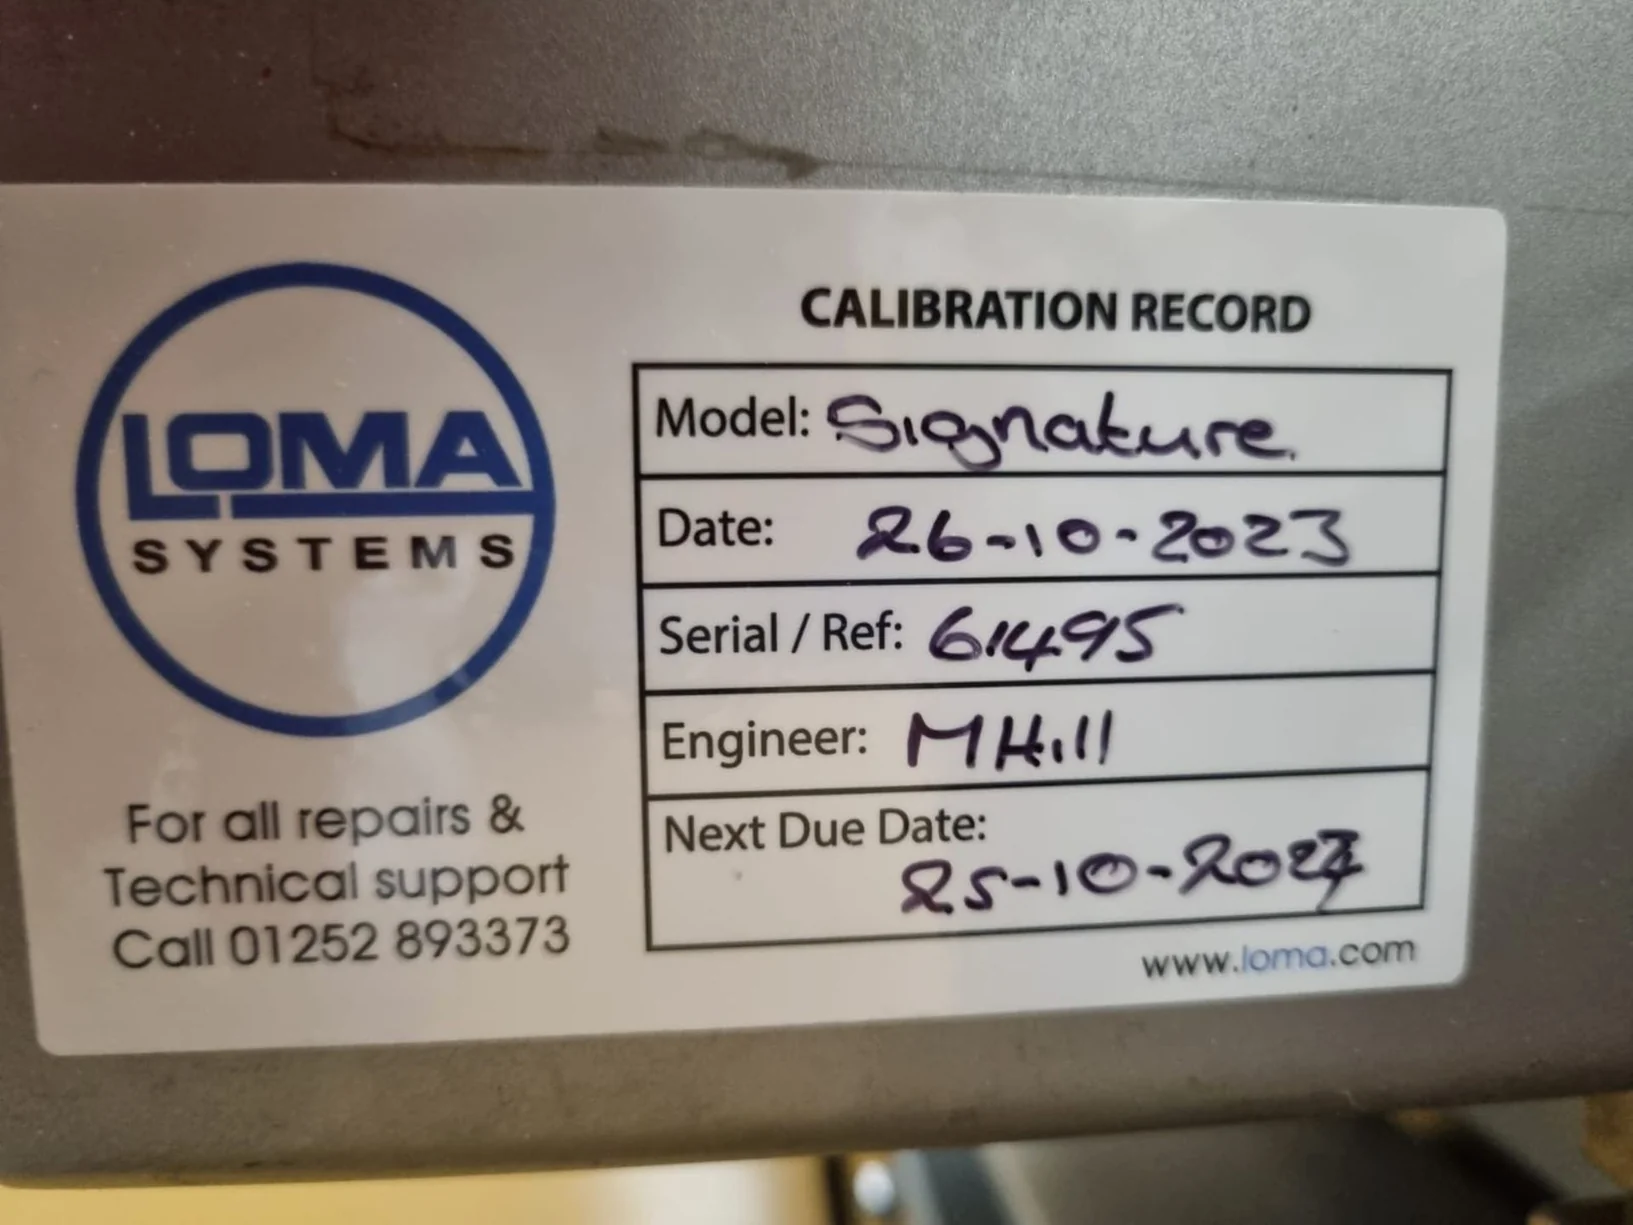 LOMA
SYSTEMS
For all repairs &
Technical support
Call 01252 893373
CALIBRATION RECORD
Model: Signature
Date: 26-10-2023
Serial / Ref: 61495
Engineer: MHill
Next Due Date:
25-10-2024
www.loma.com